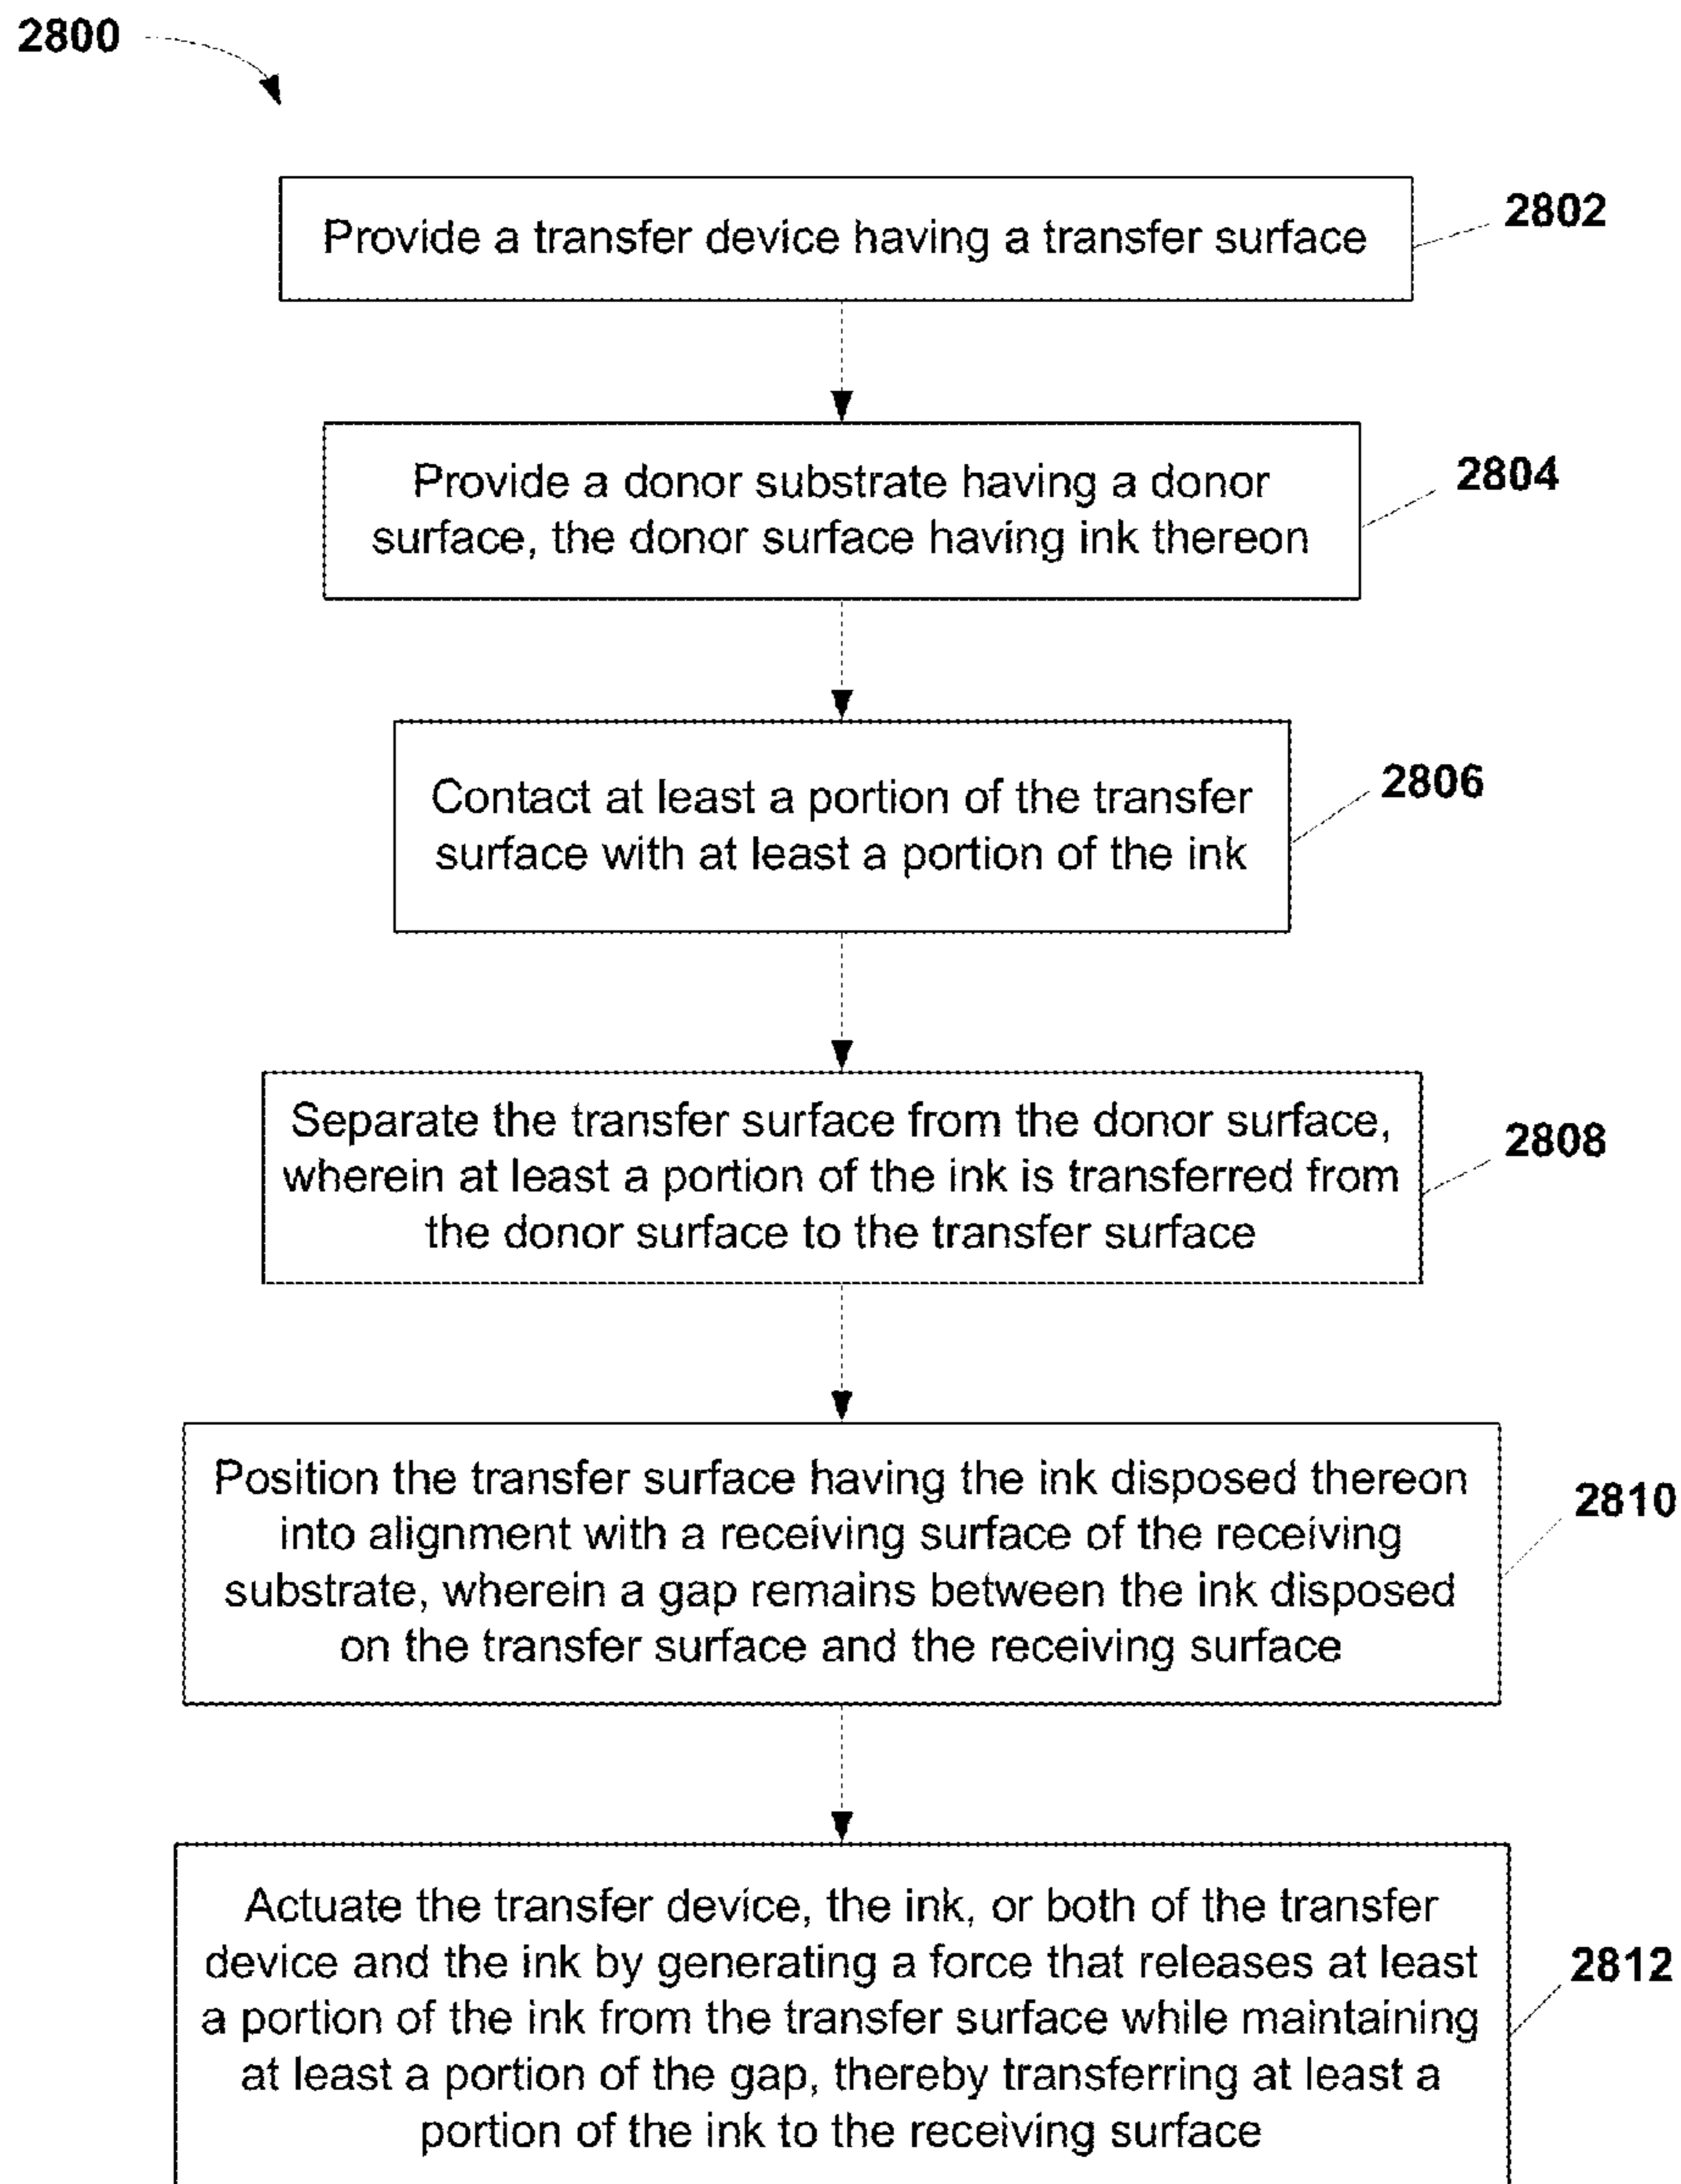 2800
Provide a transfer device having a transfer surface
2802
Provide a donor substrate having a donor
surface, the donor surface having ink thereon
2804
Contact at least a portion of the transfer
surface with at least a portion of the ink
2806
Separate the transfer surface from the donor surface,
wherein at least a portion of the ink is transferred from
the donor surface to the transfer surface
2808
Position the transfer surface having the ink disposed thereon
into alignment with a receiving surface of the receiving
substrate, wherein a gap remains between the ink disposed
on the transfer surface and the receiving surface
2810
Actuate the transfer device, the ink, or both of the transfer
device and the ink by generating a force that releases at least
a portion of the ink from the transfer surface while maintaining
at least a portion of the gap, thereby transferring at least a
portion of the ink to the receiving surface
2812